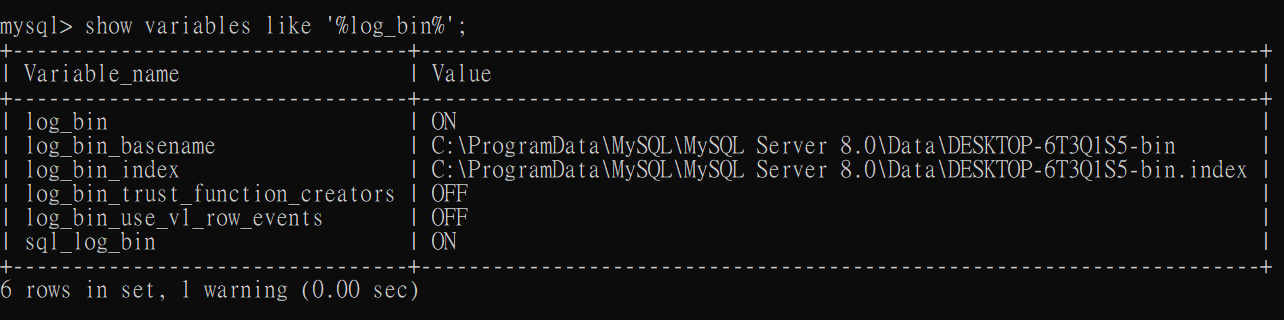 mysql> show variables like '%log_bin%';
+---------------------------------+---------------------------------------------------------------------+
| Variable_name                   | Value                                                               |
+---------------------------------+---------------------------------------------------------------------+
| log_bin                         | ON                                                                  |
| log_bin_basename                | C:\ProgramData\MySQL\MySQL Server 8.0\Data\DESKTOP-6T3Q1S5-bin       |
| log_bin_index                   | C:\ProgramData\MySQL\MySQL Server 8.0\Data\DESKTOP-6T3Q1S5-bin.index |
| log_bin_trust_function_creators | OFF                                                                 |
| log_bin_use_v1_row_events       | OFF                                                                 |
| sql_log_bin                     | ON                                                                  |
+---------------------------------+---------------------------------------------------------------------+
6 rows in set, 1 warning (0.00 sec)